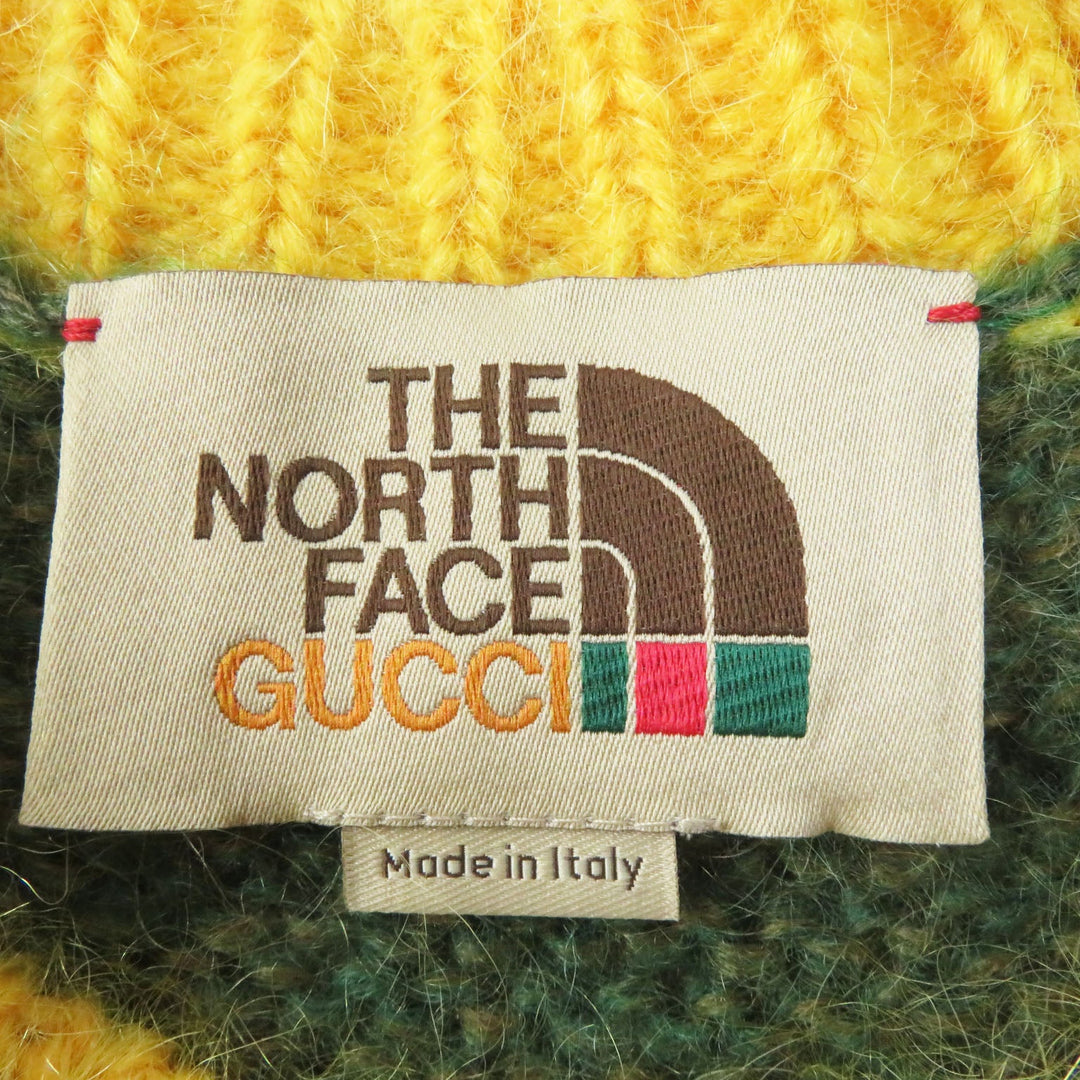 THE
NORTH
FACE
GUCCI
Made in Italy